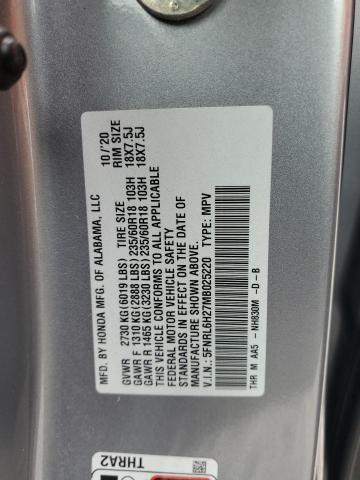 MFD. BY HONDA MFG. OF ALABAMA, LLC 10/'20
TIRE SIZE RIM SIZE
GVWR 2730 KG(6019 LBS)
GAWR F 1310 KG(2888 LBS) 235/60R18 103H 18X7.5J
GAWR R 1465 KG(3230 LBS) 235/60R18 103H 18X7.5J
THIS VEHICLE CONFORMS TO ALL APPLICABLE
FEDERAL MOTOR VEHICLE SAFETY
STANDARDS IN EFFECT ON THE DATE OF
MANUFACTURE SHOWN ABOVE.
V.I.N.: 5FNRL6H27MB025220 TYPE: MPV
THR M AA5 - NH830M -D -B
THRA2